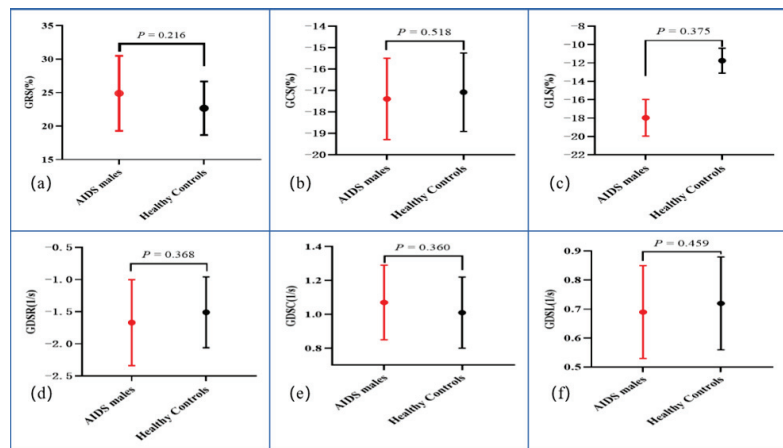 P = 0.216
35
30
25
20
15
GRS(%)
AIDS males
Healthy Controls
(a)
P = 0.518
−14
−15
−16
−17
−18
−19
−20
GCS(%)
AIDS males
Healthy Controls
(b)
P = 0.375
−8
−10
−12
−14
−16
−18
−20
−22
GLS(%)
AIDS males
Healthy Controls
(c)
P = 0.368
−0.5
−1.0
−1.5
−2.0
−2.5
GDSR(1/s)
AIDS males
Healthy Controls
(d)
P = 0.360
1.4
1.2
1.0
0.8
GDSC(1/s)
AIDS males
Healthy Controls
(e)
P = 0.459
0.9
0.8
0.7
0.6
0.5
GDSL(1/s)
AIDS males
Healthy Controls
(f)